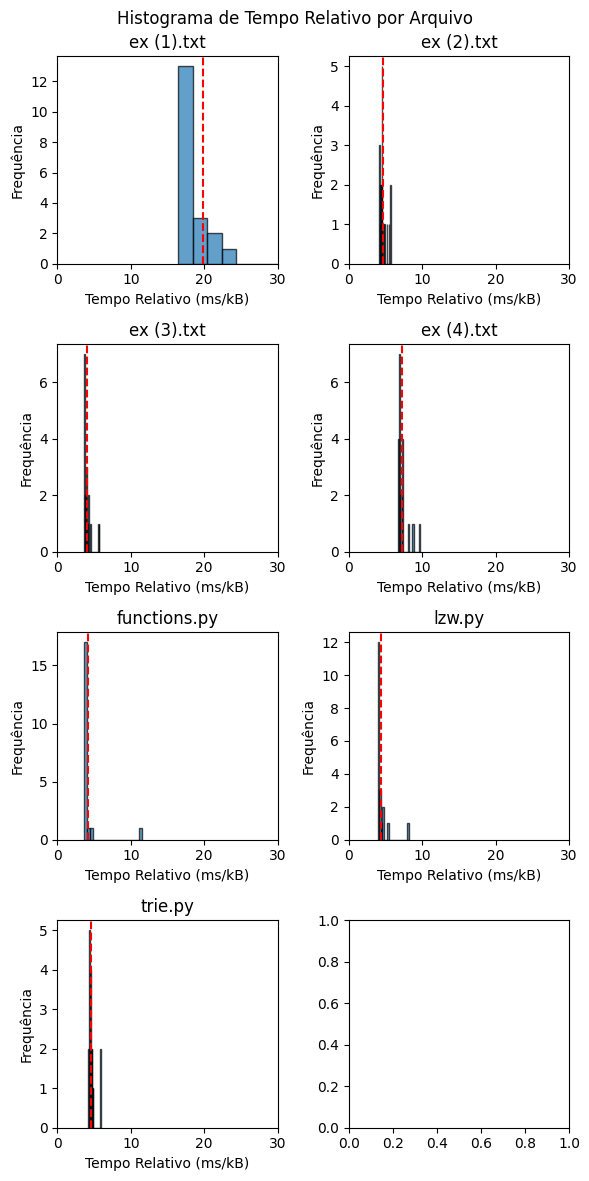 Histograma de Tempo Relativo por Arquivo
ex (1).txt
Frequência
12
10
8
6
4
2
0
0 10 20 30
Tempo Relativo (ms/kB)
ex (2).txt
Frequência
5
4
3
2
1
0
0 10 20 30
Tempo Relativo (ms/kB)
ex (3).txt
Frequência
6
4
2
0
0 10 20 30
Tempo Relativo (ms/kB)
ex (4).txt
Frequência
6
4
2
0
0 10 20 30
Tempo Relativo (ms/kB)
functions.py
Frequência
15
10
5
0
0 10 20 30
Tempo Relativo (ms/kB)
lzw.py
Frequência
12
10
8
6
4
2
0
0 10 20 30
Tempo Relativo (ms/kB)
trie.py
Frequência
5
4
3
2
1
0
0 10 20 30
Tempo Relativo (ms/kB)
1.0
0.8
0.6
0.4
0.2
0.0
0.0 0.2 0.4 0.6 0.8 1.0